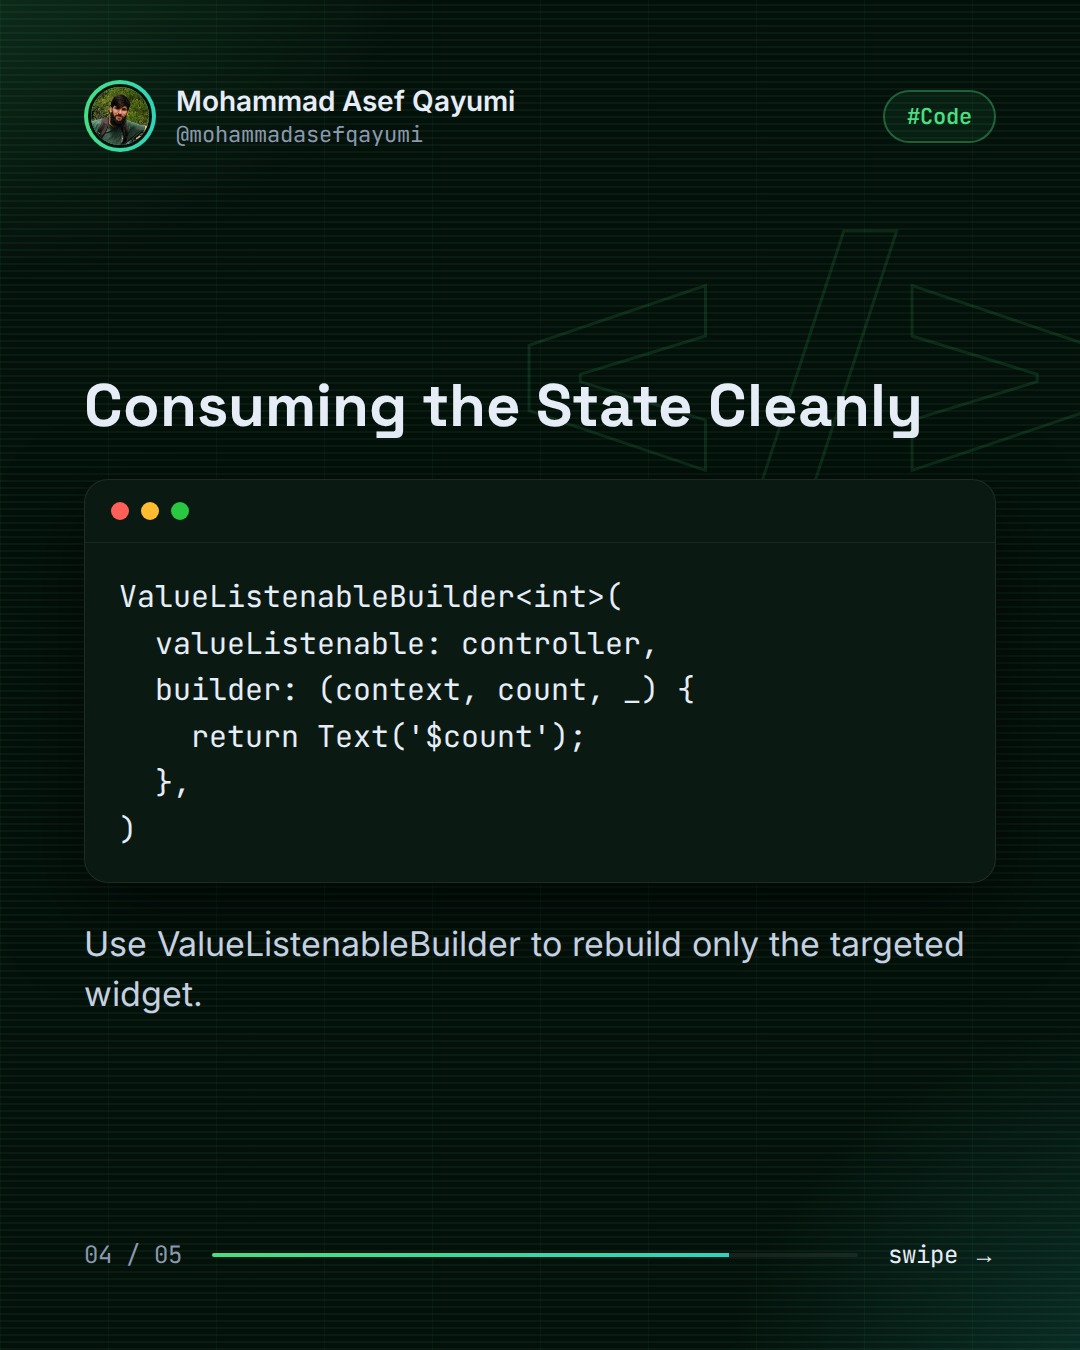 Mohammad Asef Qayumi
@mohammadasefqayumi
#Code
</>
Consuming the State Cleanly
ValueListenableBuilder<int>(
  valueListenable: controller,
  builder: (context, count, _) {
    return Text('$count');
  },
)
Use ValueListenableBuilder to rebuild only the targeted
widget.
04 / 05
swipe →